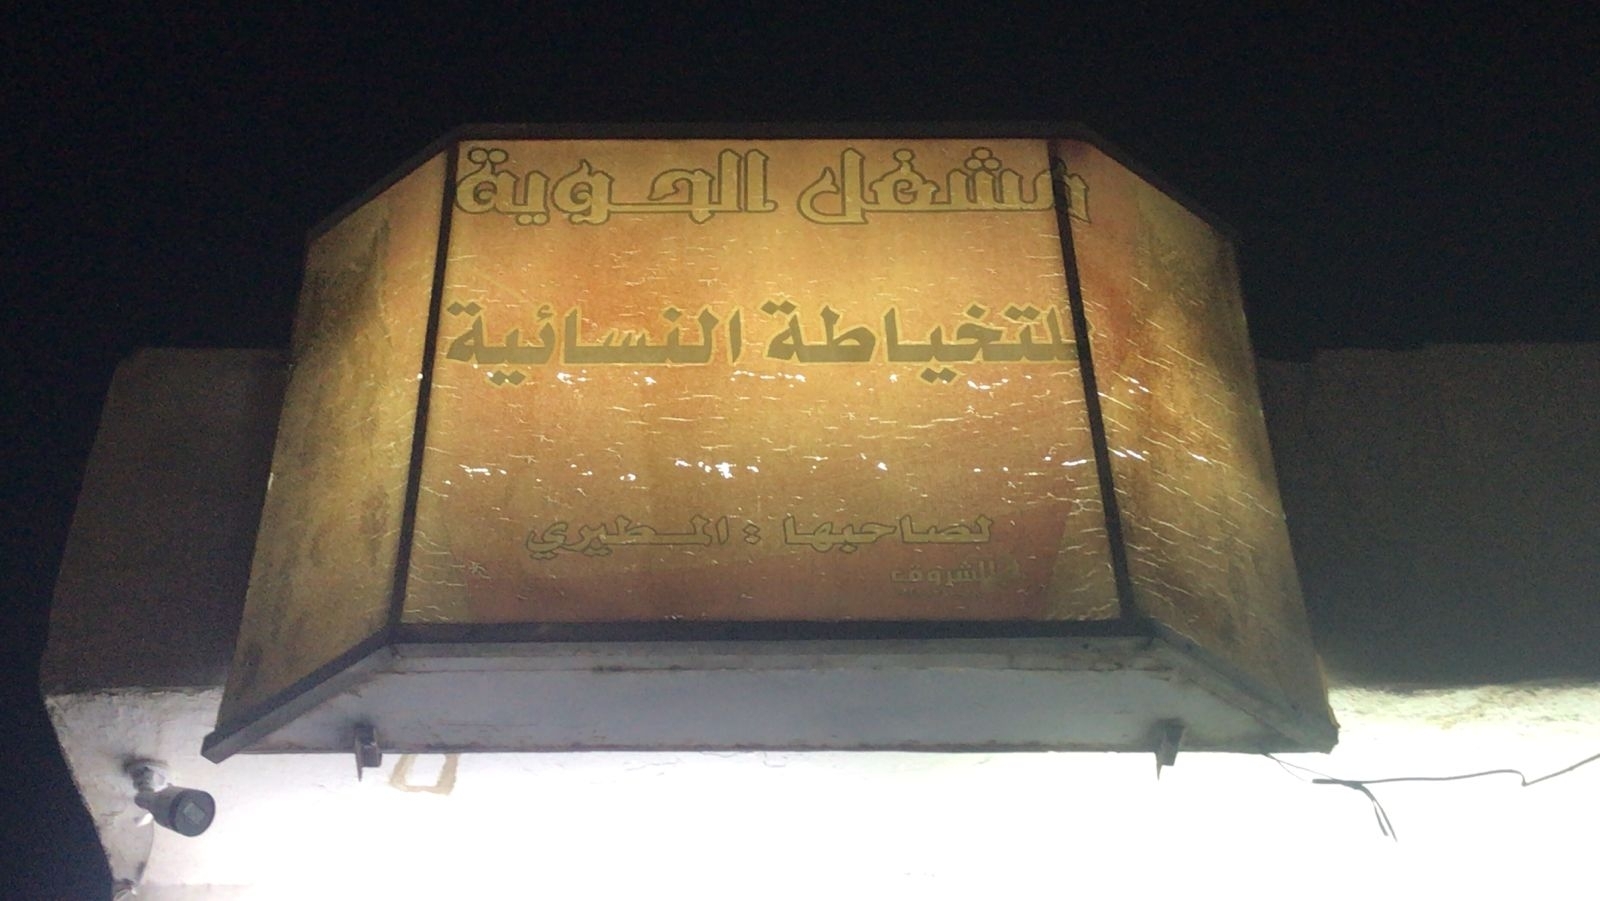 مشغل الحوية
للتخياطة النسائية
لصاحبها : المطيري
الشروق